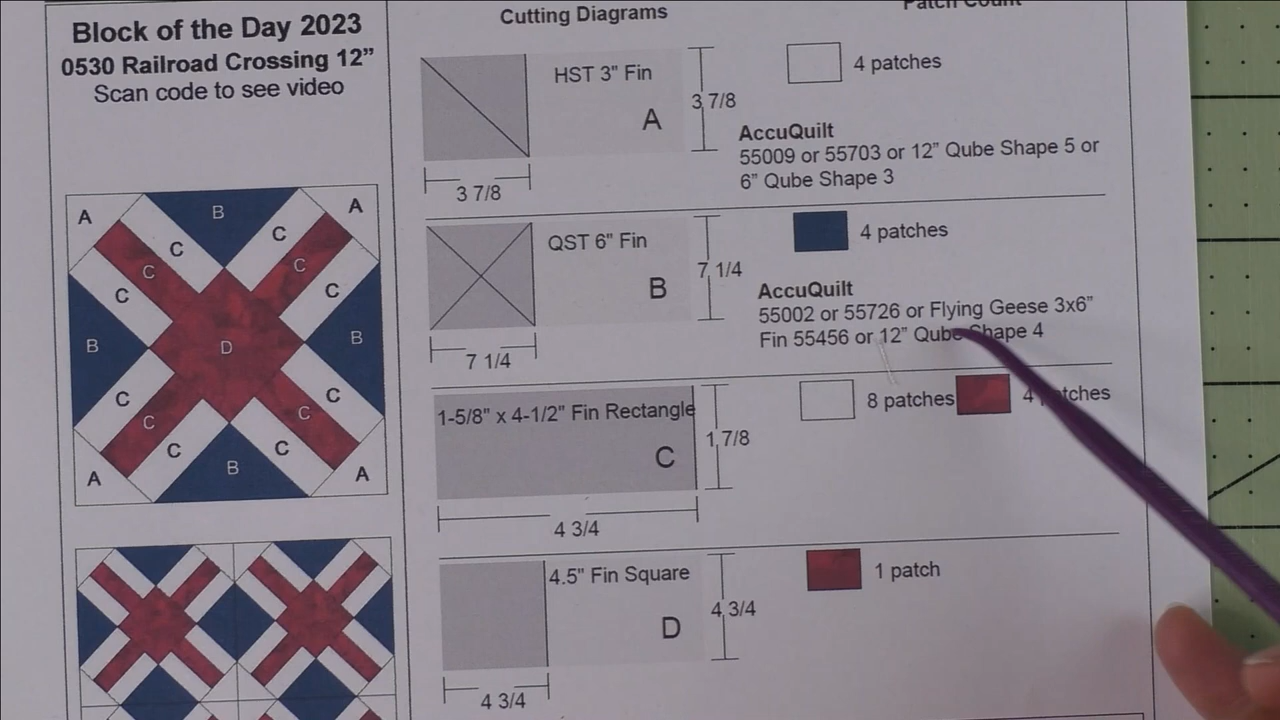 Block of the Day 2023
0530 Railroad Crossing 12”
Scan code to see video
A
B
A
C
C
C
C
C
C
B
D
B
C
C
C
C
C
C
B
A
A
Cutting Diagrams
Patch Count
HST 3" Fin
A
3 7/8
3 7/8
4 patches
AccuQuilt
55009 or 55703 or 12” Qube Shape 5 or
6” Qube Shape 3
QST 6" Fin
B
7 1/4
7 1/4
4 patches
AccuQuilt
55002 or 55726 or Flying Geese 3x6”
Fin 55456 or 12” Qube Shape 4
1-5/8" x 4-1/2" Fin Rectangle
C
1 7/8
4 3/4
8 patches
4 patches
4.5" Fin Square
D
4 3/4
4 3/4
1 patch